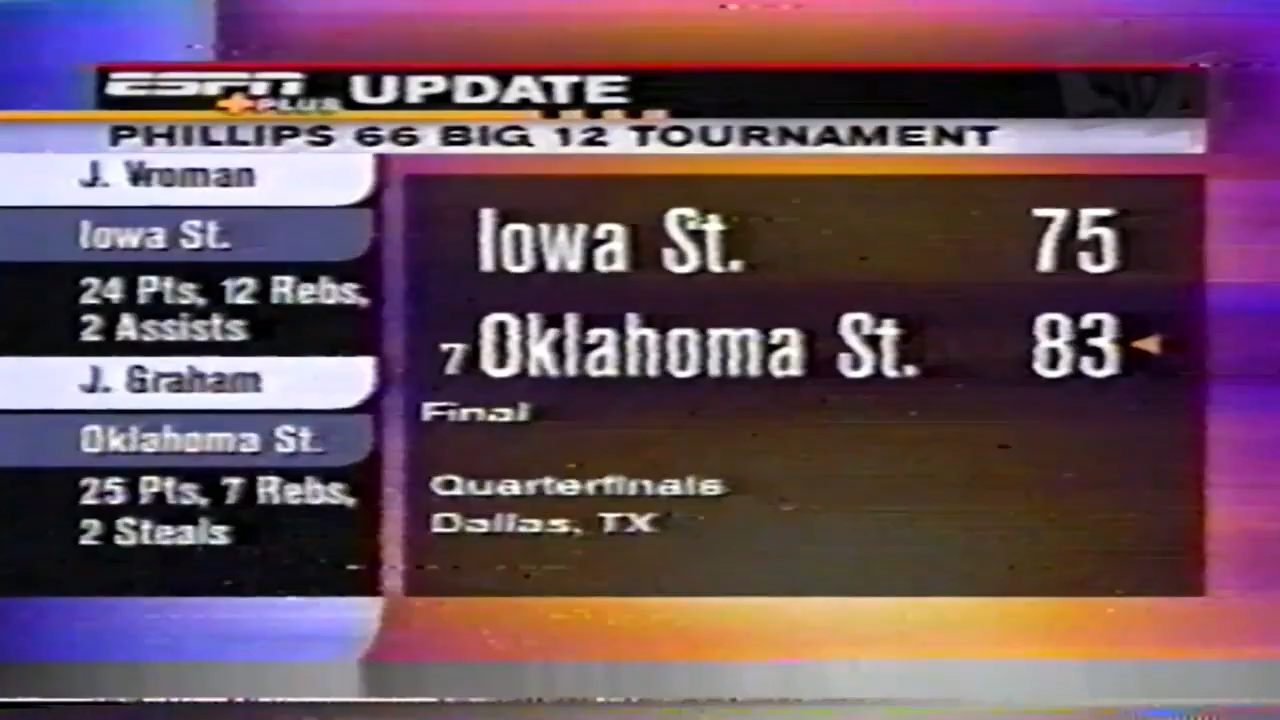 ESPN PLUS UPDATE
PHILLIPS 66 BIG 12 TOURNAMENT
J. Vroman
Iowa St.
24 Pts, 12 Rebs,
2 Assists
J. Graham
Oklahoma St.
25 Pts, 7 Rebs,
2 Steals
Iowa St. 75
7 Oklahoma St. 83
Final
Quarterfinals
Dallas, TX